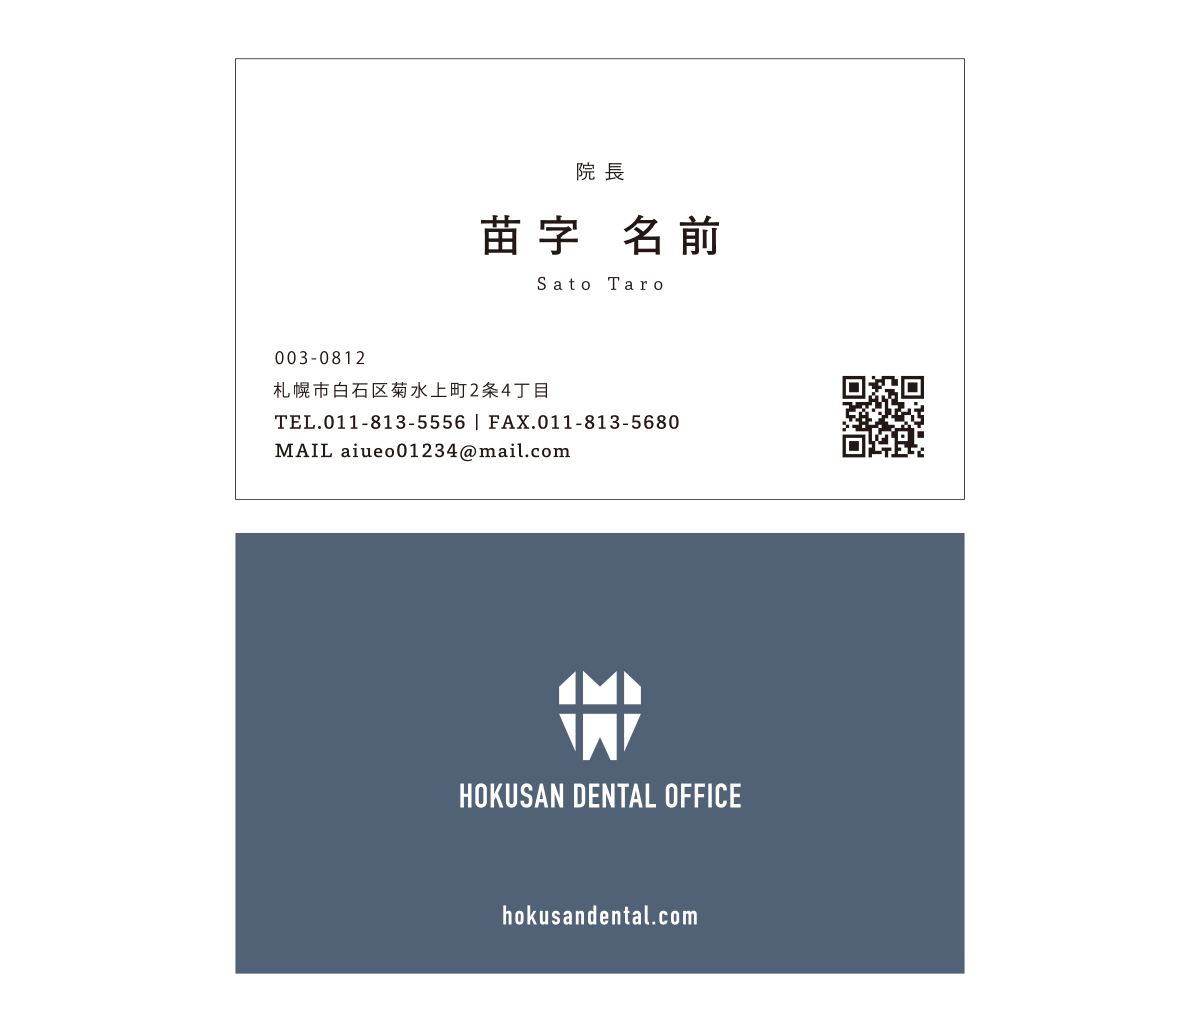 院長
苗字 名前
Sato Taro
003-0812
札幌市白石区菊水上町2条4丁目
TEL.011-813-5556 | FAX.011-813-5680
MAIL aiueo01234@mail.com
HOKUSAN DENTAL OFFICE
hokusandental.com